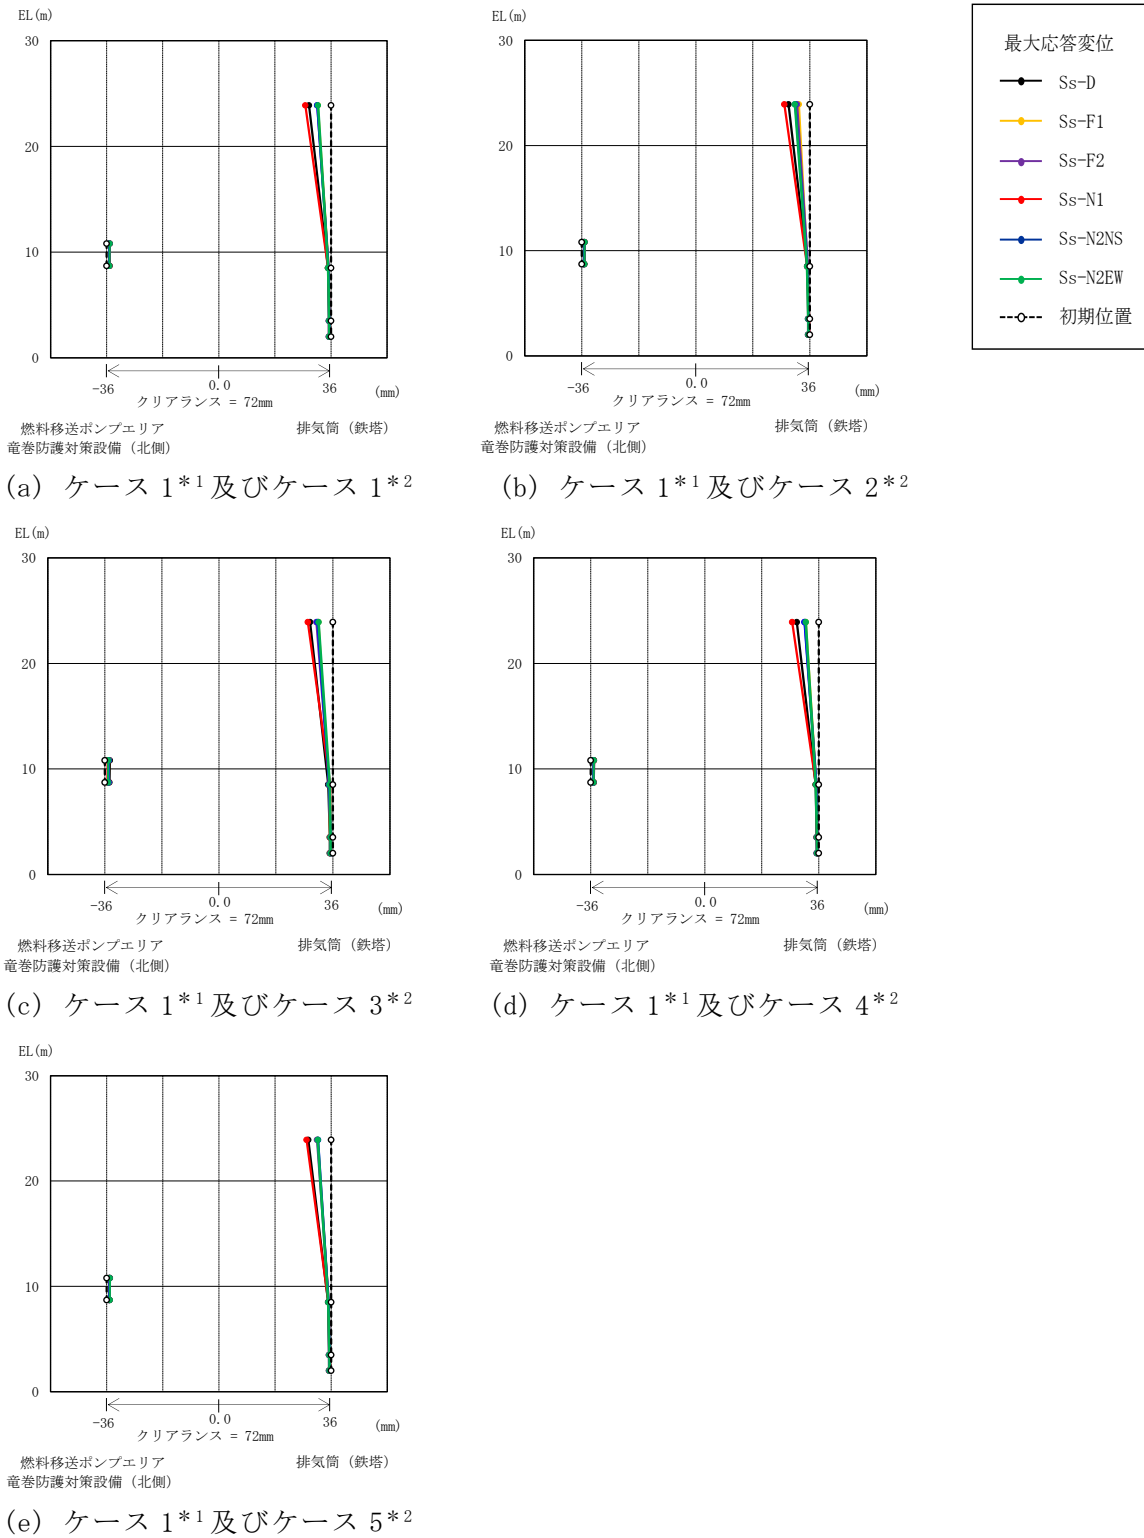 EL(m)
30
20
10
0
-36
0.0
36
(mm)
クリアランス = 72mm
燃料移送ポンプエリア
竜巻防護対策設備（北側）
排気筒（鉄塔）
(a) ケース 1*1 及びケース 1*2
EL(m)
30
20
10
0
-36
0.0
36
(mm)
クリアランス = 72mm
燃料移送ポンプエリア
竜巻防護対策設備（北側）
排気筒（鉄塔）
(b) ケース 1*1 及びケース 2*2
最大応答変位
Ss-D
Ss-F1
Ss-F2
Ss-N1
Ss-N2NS
Ss-N2EW
初期位置
EL(m)
30
20
10
0
-36
0.0
36
(mm)
クリアランス = 72mm
燃料移送ポンプエリア
竜巻防護対策設備（北側）
排気筒（鉄塔）
(c) ケース 1*1 及びケース 3*2
EL(m)
30
20
10
0
-36
0.0
36
(mm)
クリアランス = 72mm
燃料移送ポンプエリア
竜巻防護対策設備（北側）
排気筒（鉄塔）
(d) ケース 1*1 及びケース 4*2
EL(m)
30
20
10
0
-36
0.0
36
(mm)
クリアランス = 72mm
燃料移送ポンプエリア
竜巻防護対策設備（北側）
排気筒（鉄塔）
(e) ケース 1*1 及びケース 5*2